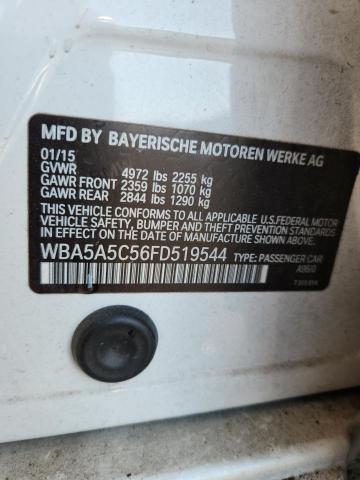 MFD BY BAYERISCHE MOTOREN WERKE AG
01/15
GVWR 4972 lbs 2255 kg
GAWR FRONT 2359 lbs 1070 kg
GAWR REAR 2844 lbs 1290 kg
THIS VEHICLE CONFORMS TO ALL APPLICABLE U.S. FEDERAL MOTOR
VEHICLE SAFETY, BUMPER AND THEFT PREVENTION STANDARDS
IN EFFECT ON THE DATE OF MANUFACTURE SHOWN ABOVE.
WBA5A5C56FD519544 TYPE: PASSENGER CAR